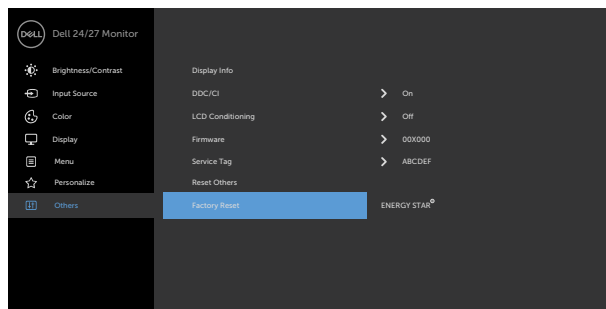 DELL Dell 24/27 Monitor
Brightness/Contrast Display Info
Input Source DDC/CI On
Color LCD Conditioning Off
Display Firmware 00X000
Menu Service Tag ABCDEF
Personalize Reset Others
Others Factory Reset ENERGY STAR®